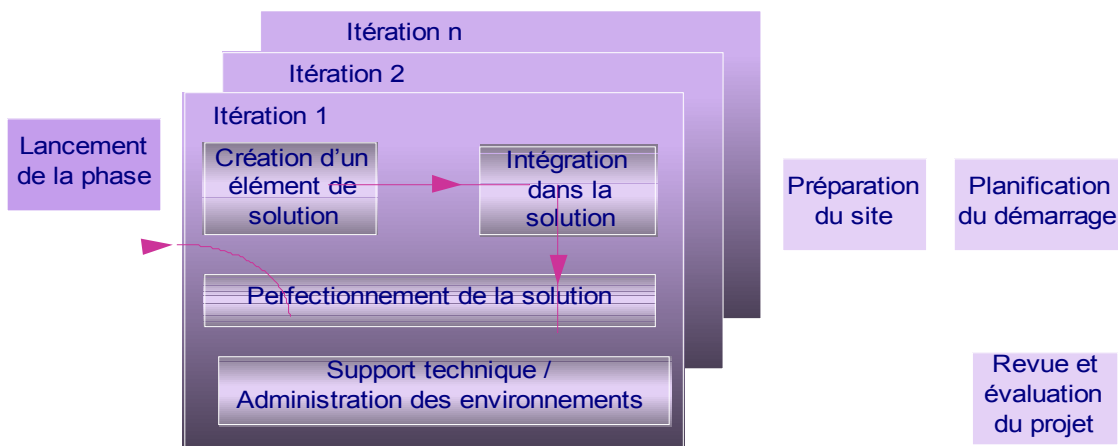 Itération n
Itération 2
Itération 1
Lancement
de la phase
Création d'un
élément de
solution
Intégration
dans la
solution
Préparation
du site
Planification
du démarrage
Perfectionnement de la solution
Support technique /
Administration des environnements
Revue et
évaluation
du projet